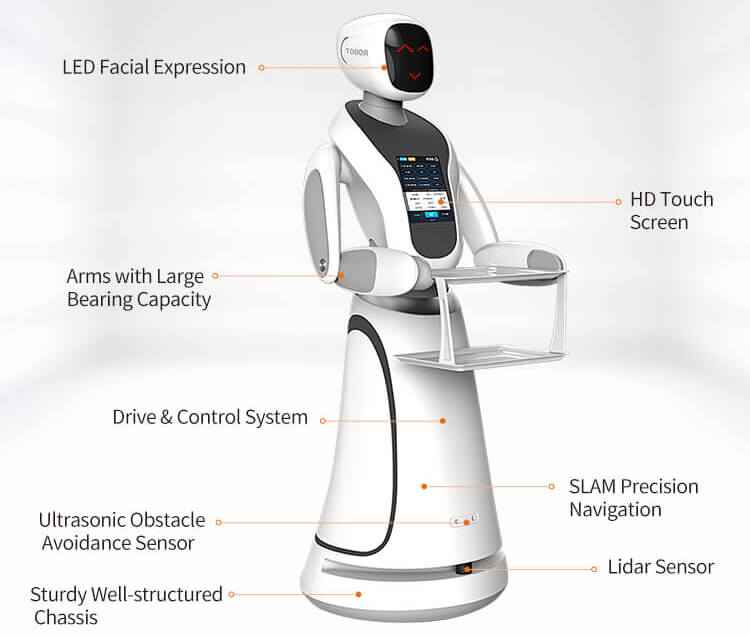 TOBOR
LED Facial Expression
HD Touch
Screen
Arms with Large
Bearing Capacity
Drive & Control System
SLAM Precision
Navigation
Ultrasonic Obstacle
Avoidance Sensor
Lidar Sensor
Sturdy Well-structured
Chassis